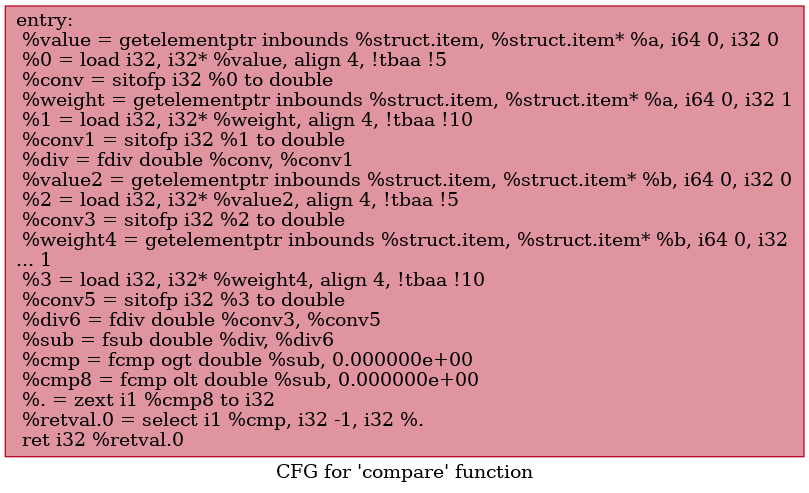 entry:
%value = getelementptr inbounds %struct.item, %struct.item* %a, i64 0, i32 0
%0 = load i32, i32* %value, align 4, !tbaa !5
%conv = sitofp i32 %0 to double
%weight = getelementptr inbounds %struct.item, %struct.item* %a, i64 0, i32 1
%1 = load i32, i32* %weight, align 4, !tbaa !10
%conv1 = sitofp i32 %1 to double
%div = fdiv double %conv, %conv1
%value2 = getelementptr inbounds %struct.item, %struct.item* %b, i64 0, i32 0
%2 = load i32, i32* %value2, align 4, !tbaa !5
%conv3 = sitofp i32 %2 to double
%weight4 = getelementptr inbounds %struct.item, %struct.item* %b, i64 0, i32
... 1
%3 = load i32, i32* %weight4, align 4, !tbaa !10
%conv5 = sitofp i32 %3 to double
%div6 = fdiv double %conv3, %conv5
%sub = fsub double %div, %div6
%cmp = fcmp ogt double %sub, 0.000000e+00
%cmp8 = fcmp olt double %sub, 0.000000e+00
%. = zext i1 %cmp8 to i32
%retval.0 = select i1 %cmp, i32 -1, i32 %.
ret i32 %retval.0
CFG for 'compare' function